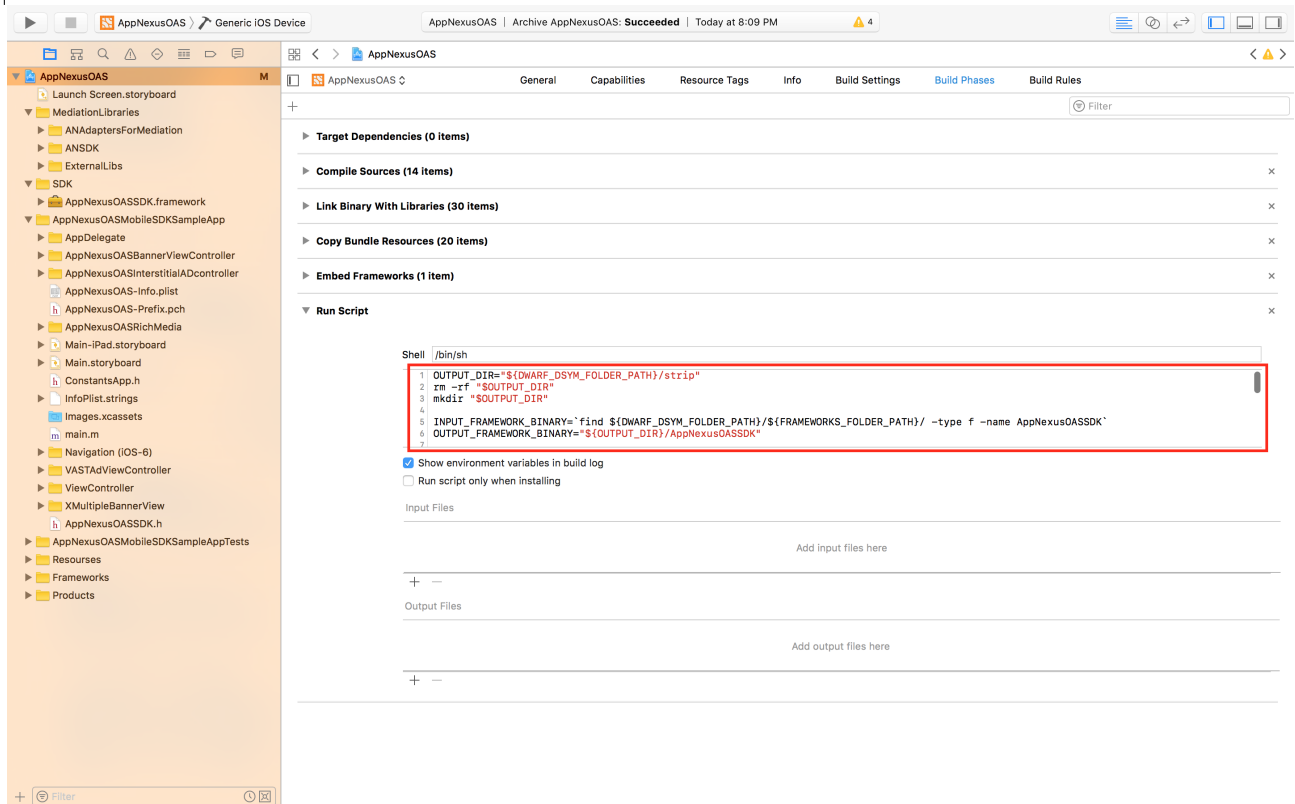 AppNexusOAS Generic iOS Device
AppNexusOAS | Archive AppNexusOAS: Succeeded | Today at 8:09 PM
4
AppNexusOAS M
Launch Screen.storyboard
MediationLibraries
ANAdaptersForMediation
ANSDK
ExternalLibs
SDK
AppNexusOASSDK.framework
AppNexusOASMobileSDKSampleApp
AppDelegate
AppNexusOASBannerViewController
AppNexusOASInterstitialADcontroller
AppNexusOAS-Info.plist
AppNexusOAS-Prefix.pch
AppNexusOASRichMedia
Main-iPad.storyboard
Main.storyboard
ConstantsApp.h
InfoPlist.strings
Images.xcassets
main.m
Navigation (iOS-6)
VASTAdViewController
ViewController
XMultipleBannerView
AppNexusOASSDK.h
AppNexusOASMobileSDKSampleAppTests
Resourses
Frameworks
Products
Filter
AppNexusOAS
AppNexusOAS General Capabilities Resource Tags Info Build Settings Build Phases Build Rules
Filter
Target Dependencies (0 items)
Compile Sources (14 items)
Link Binary With Libraries (30 items)
Copy Bundle Resources (20 items)
Embed Frameworks (1 item)
Run Script
Shell /bin/sh
1 OUTPUT_DIR="${DWARF_DSYM_FOLDER_PATH}/strip"
2 rm -rf "$OUTPUT_DIR"
3 mkdir "$OUTPUT_DIR"
4
5 INPUT_FRAMEWORK_BINARY=`find ${DWARF_DSYM_FOLDER_PATH}/${FRAMEWORKS_FOLDER_PATH}/ -type f -name AppNexusOASSDK`
6 OUTPUT_FRAMEWORK_BINARY="${OUTPUT_DIR}/AppNexusOASSDK"
7
Show environment variables in build log
Run script only when installing
Input Files
Add input files here
Output Files
Add output files here